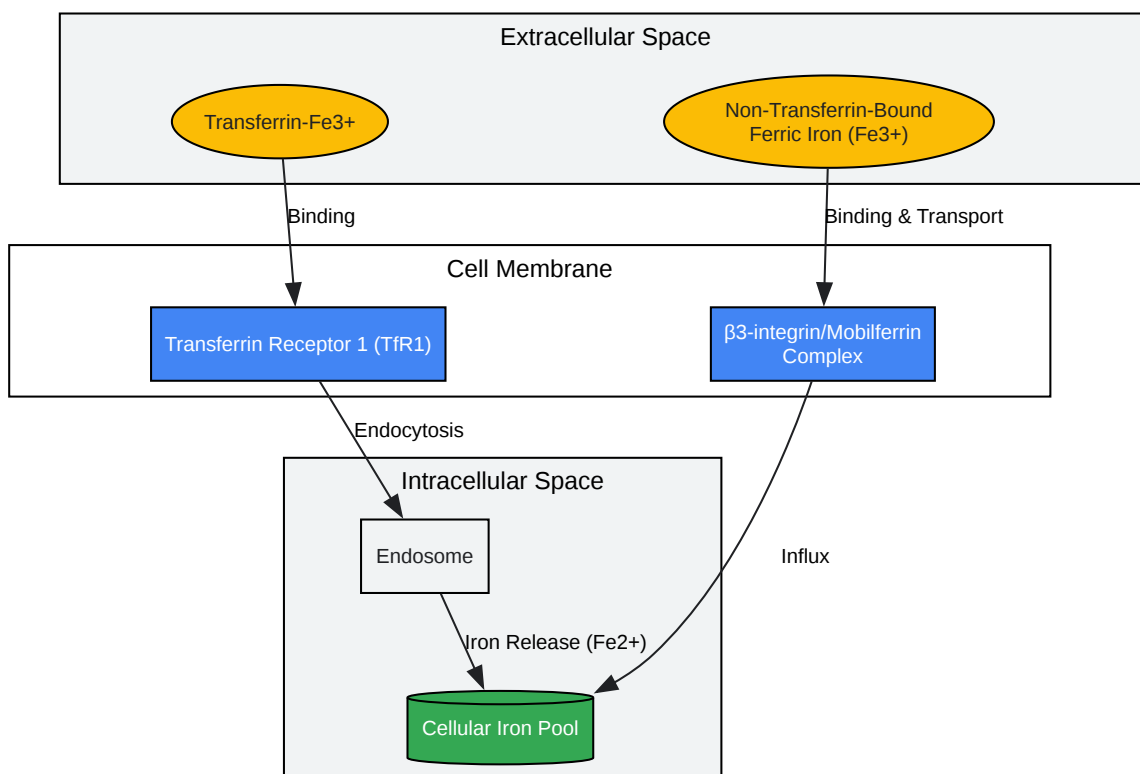 Extracellular Space
Transferrin-Fe3+
Non-Transferrin-Bound
Ferric Iron (Fe3+)
Binding
Binding & Transport
Cell Membrane
Transferrin Receptor 1 (TfR1)
β3-integrin/Mobilferrin
Complex
Endocytosis
Intracellular Space
Endosome
Influx
Iron Release (Fe2+)
Cellular Iron Pool